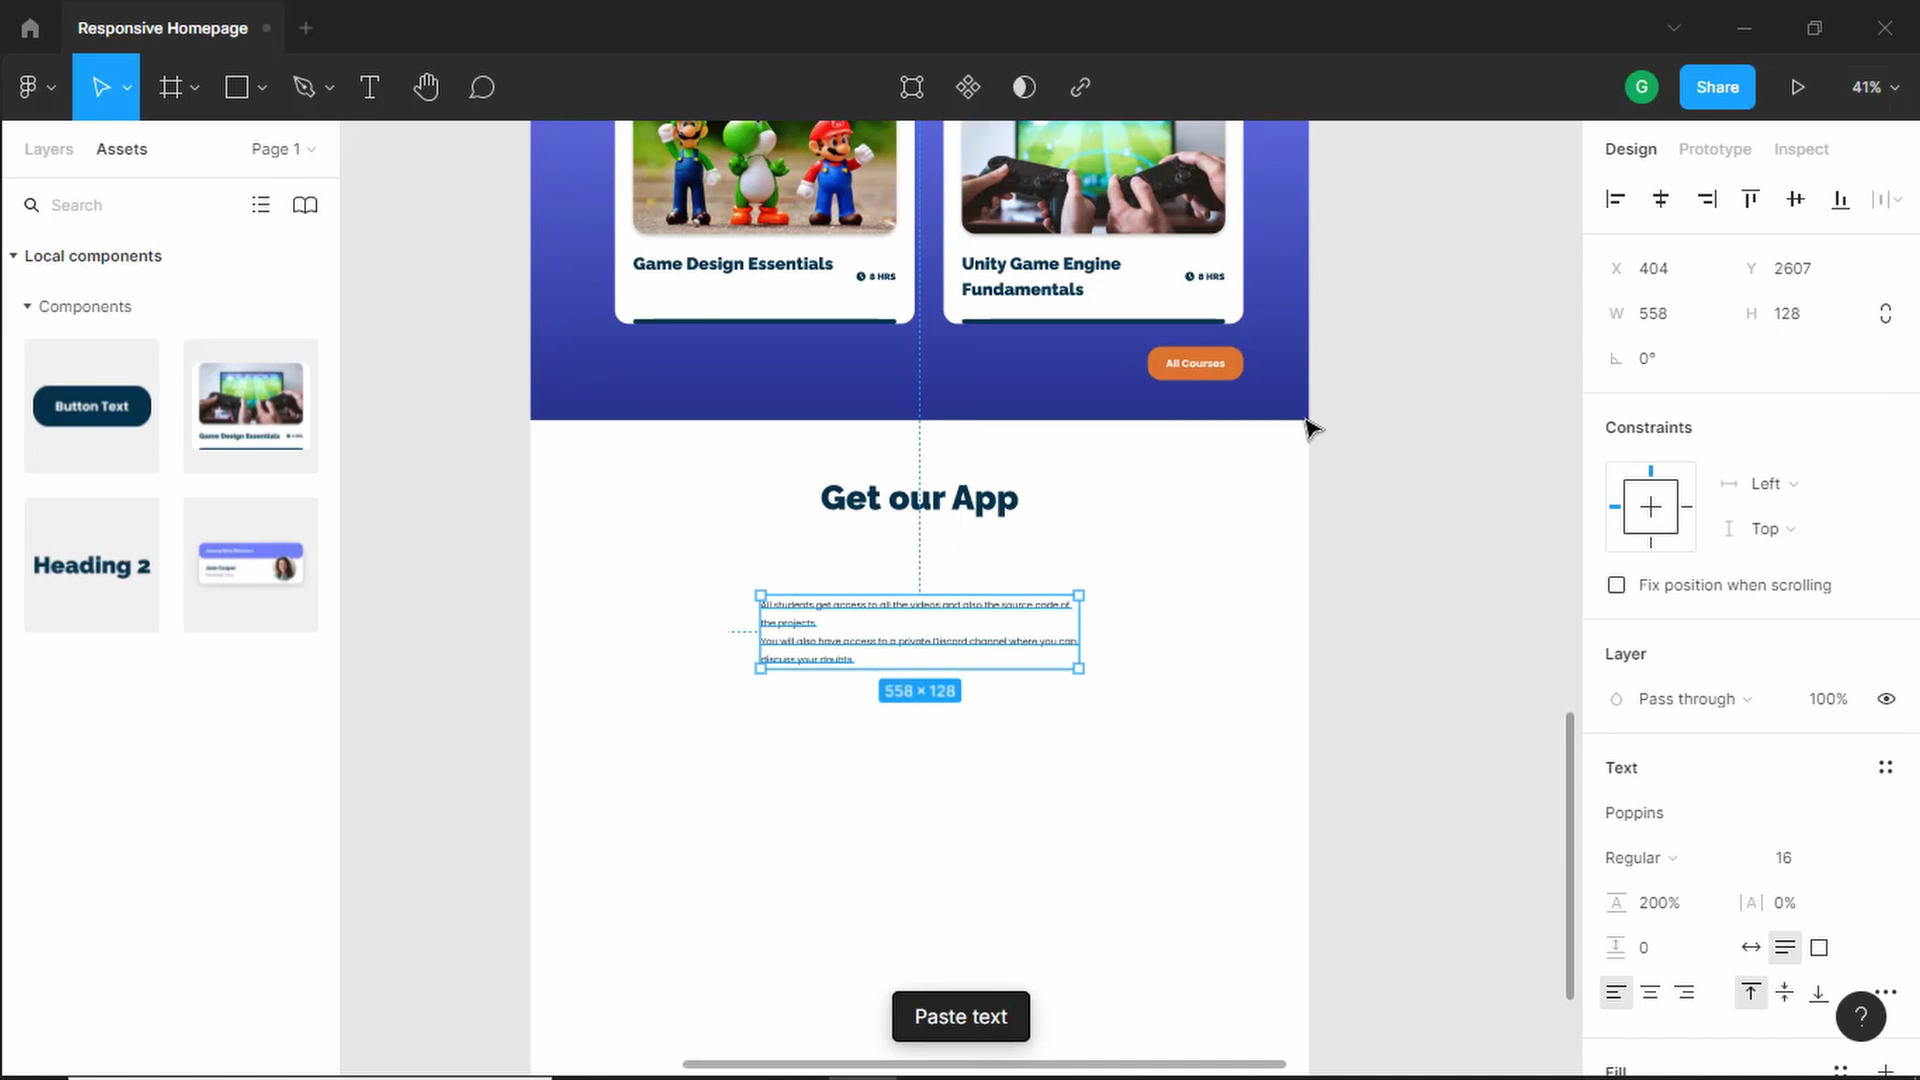 Responsive Homepage
G
Share
41%
Layers
Assets
Page 1
Search
Local components
Components
Button Text
Game Design Essentials
Heading 2
Game Design Essentials
8 HRS
Unity Game Engine
Fundamentals
8 HRS
All Courses
Get our App
All students get access to all the videos and also the source code of
the projects.
You will also have access to a private Discord channel where you can
discuss your doubts.
558 × 128
Paste text
Design
Prototype
Inspect
X 404
Y 2607
W 558
H 128
0°
Constraints
Left
Top
Fix position when scrolling
Layer
Pass through
100%
Text
Poppins
Regular
16
200%
0%
0
?
Fill